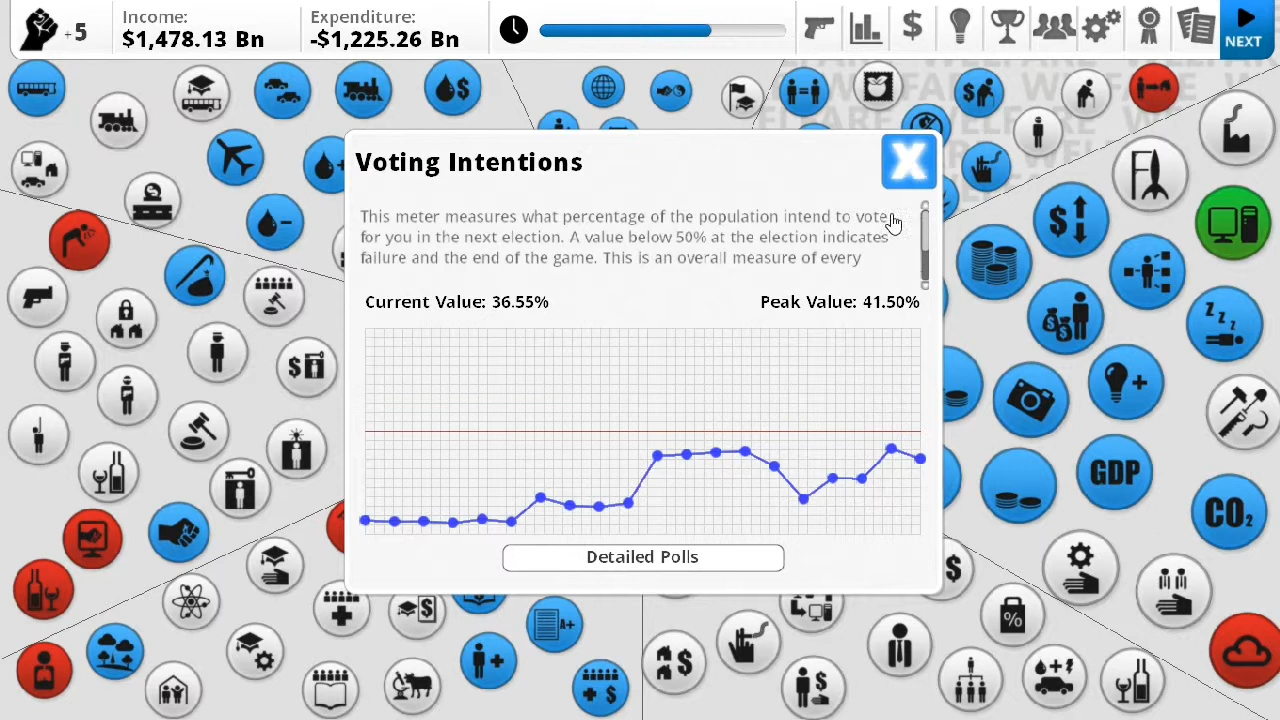 Income:
Expenditure:
+5
$1,478.13 Bn
-$1,225.26 Bn
NEXT
WELFARE
Voting Intentions
X
This meter measures what percentage of the population intend to vote
for you in the next election. A value below 50% at the election indicates
failure and the end of the game. This is an overall measure of every
Current Value: 36.55%
Peak Value: 41.50%
Detailed Polls
GDP
CO2
A+
%
$
Z Z Z